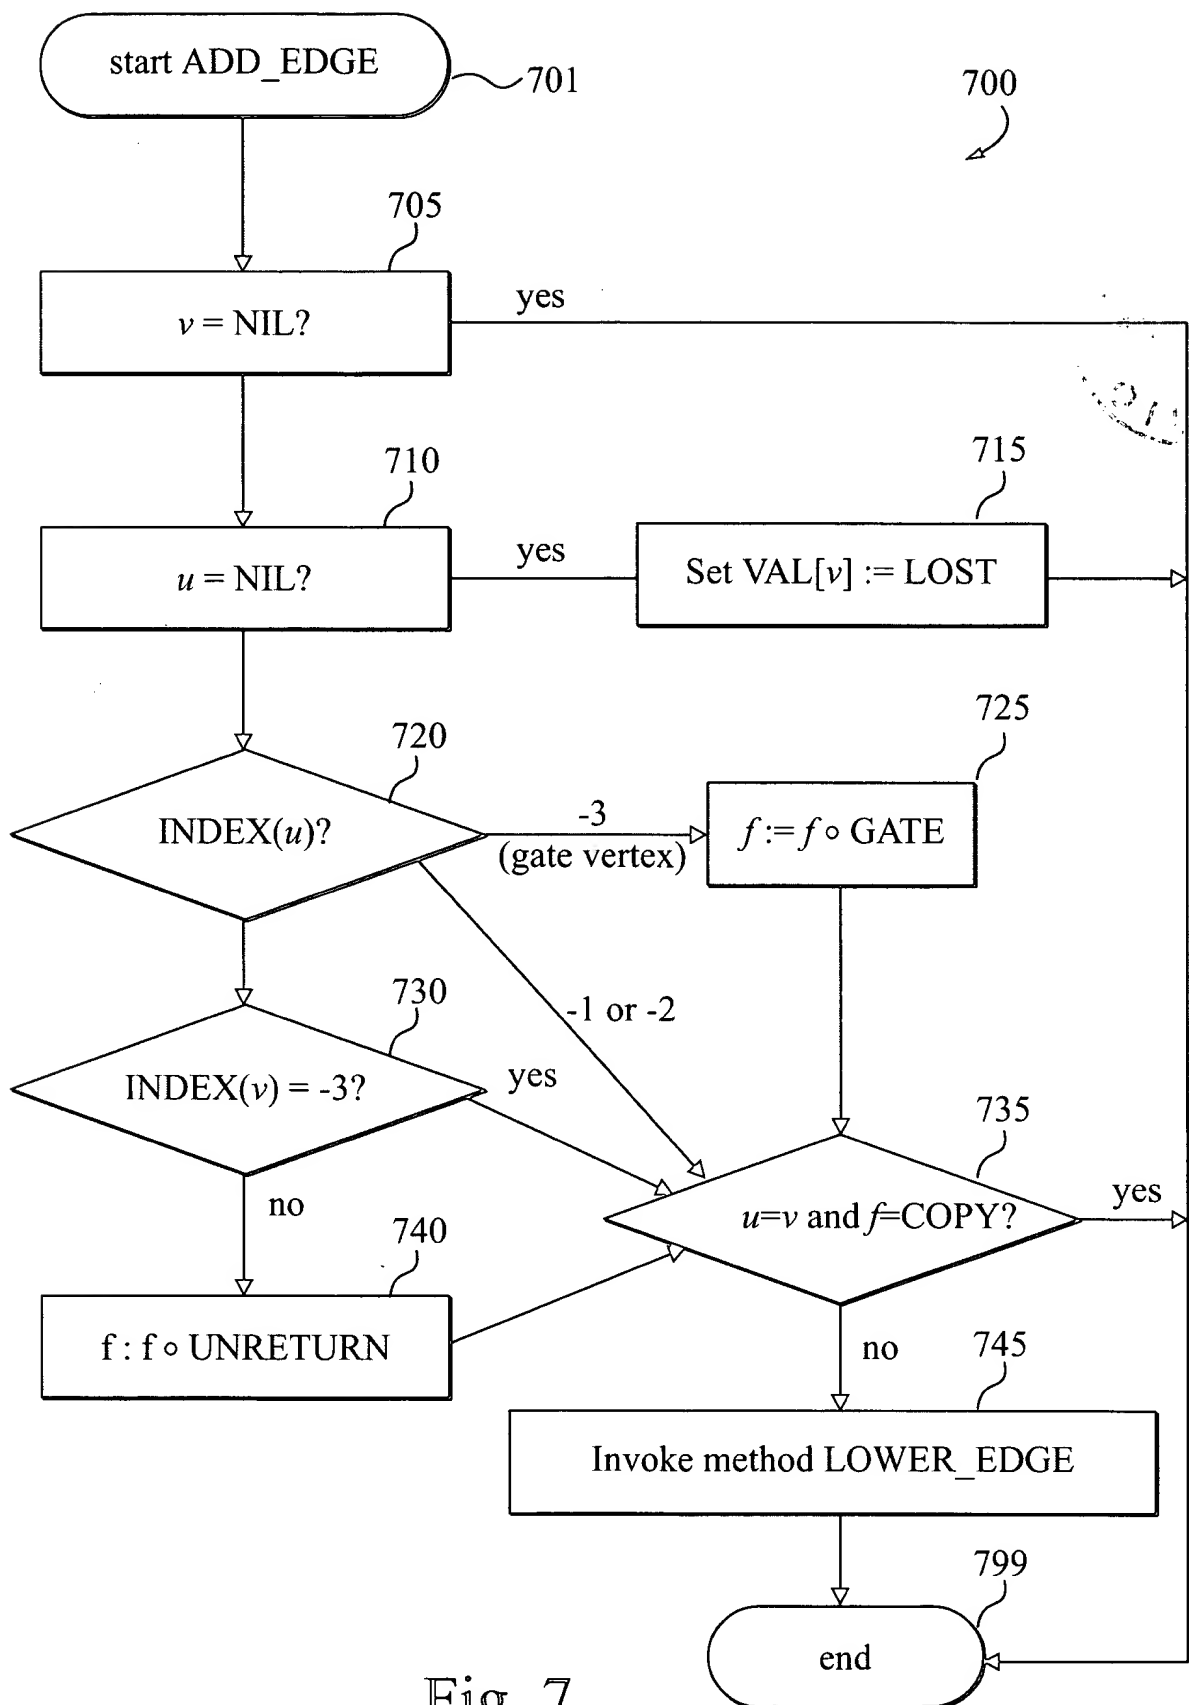 start ADD_EDGE
701
700
705
v = NIL?
yes
710
u = NIL?
yes
715
Set VAL[v] := LOST
720
INDEX(u)?
-3
(gate vertex)
725
f := f ∘ GATE
-1 or -2
730
INDEX(v) = -3?
yes
no
735
u=v and f=COPY?
yes
740
f : f ∘ UNRETURN
no
745
Invoke method LOWER_EDGE
799
end
Fig. 7